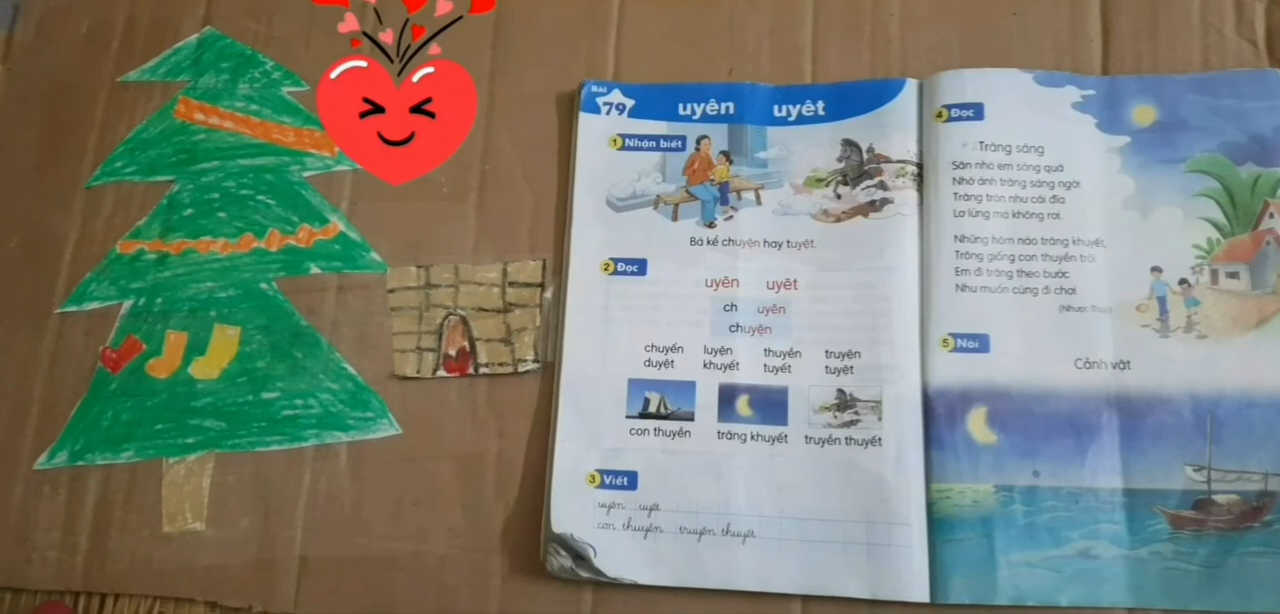 Bài
79 uyên uyêt
1 Nhận biết
Bà kể chuyện hay tuyệt.
2 Đọc
uyên uyêt
ch uyên
chuyện
chuyến luyện thuyền truyện
duyệt khuyết tuyết tuyệt
con thuyền trăng khuyết truyền thuyết
3 Viết
uyên uyêt
con thuyền truyền thuyết
4 Đọc
Trăng sáng
Sân nhà em sáng quá
Nhờ ánh trăng sáng ngời
Trăng tròn như cái đĩa
Lơ lửng mà không rơi.
Những hôm nào trăng khuyết,
Trông giống con thuyền trôi
Em đi trăng theo bước
Như muốn cùng đi chơi.
(Nhược Thuỷ)
5 Nói
Cảnh vật